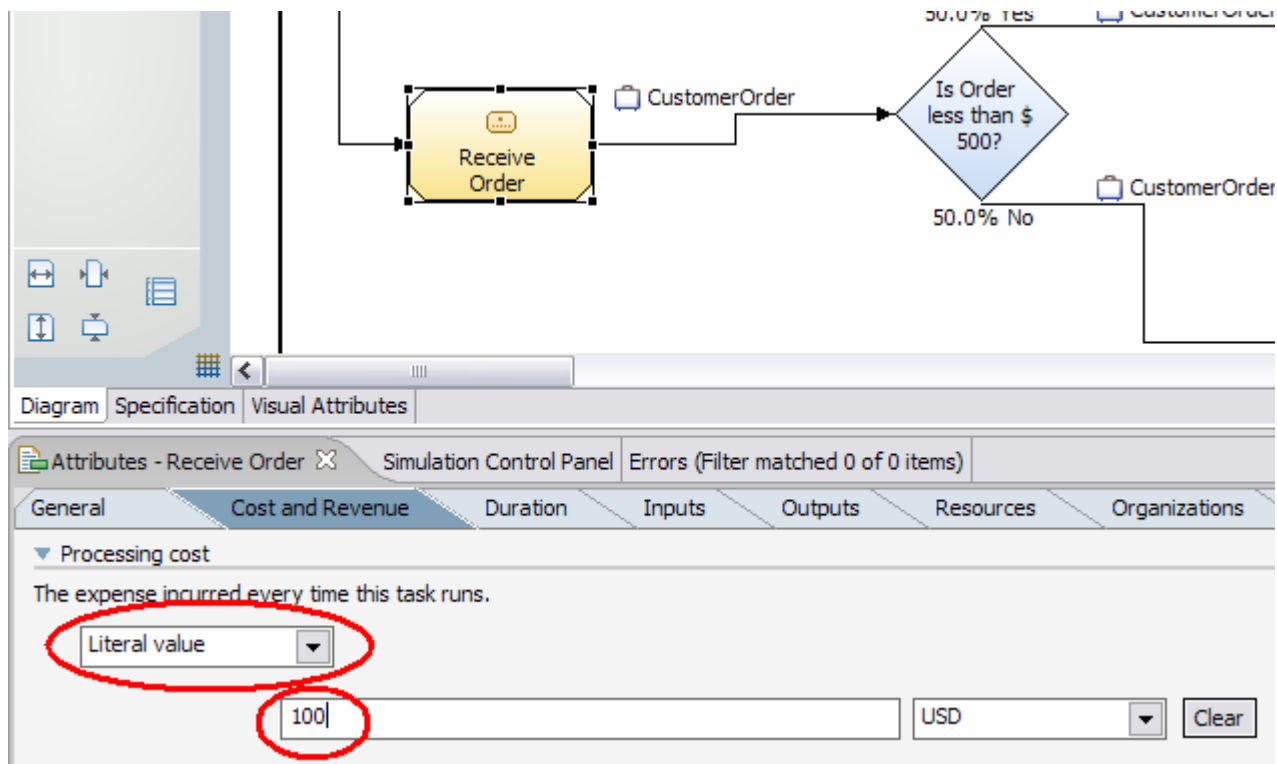 50.0% Yes
CustomerOrder
CustomerOrder
Is Order
less than $
500?
Receive
Order
CustomerOrder
50.0% No
Diagram Specification Visual Attributes
Attributes - Receive Order Simulation Control Panel Errors (Filter matched 0 of 0 items)
General Cost and Revenue Duration Inputs Outputs Resources Organizations
Processing cost
The expense incurred every time this task runs.
Literal value
100 USD Clear